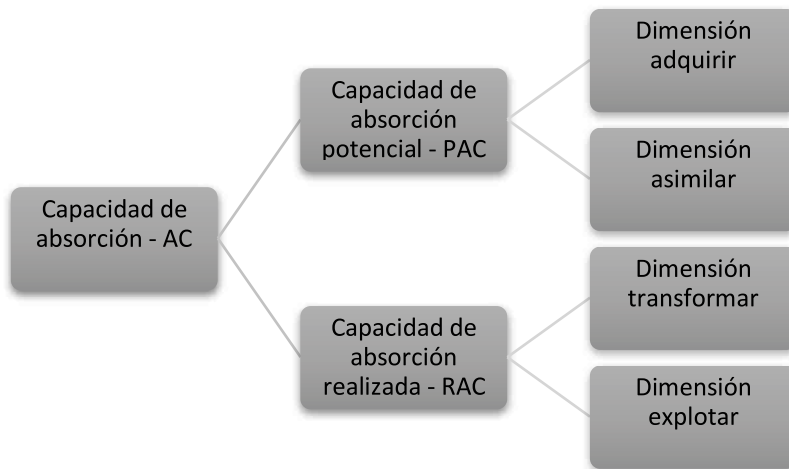 Capacidad de
absorción - AC
Capacidad de
absorción
potencial - PAC
Dimensión
adquirir
Dimensión
asimilar
Capacidad de
absorción
realizada - RAC
Dimensión
transformar
Dimensión
explotar